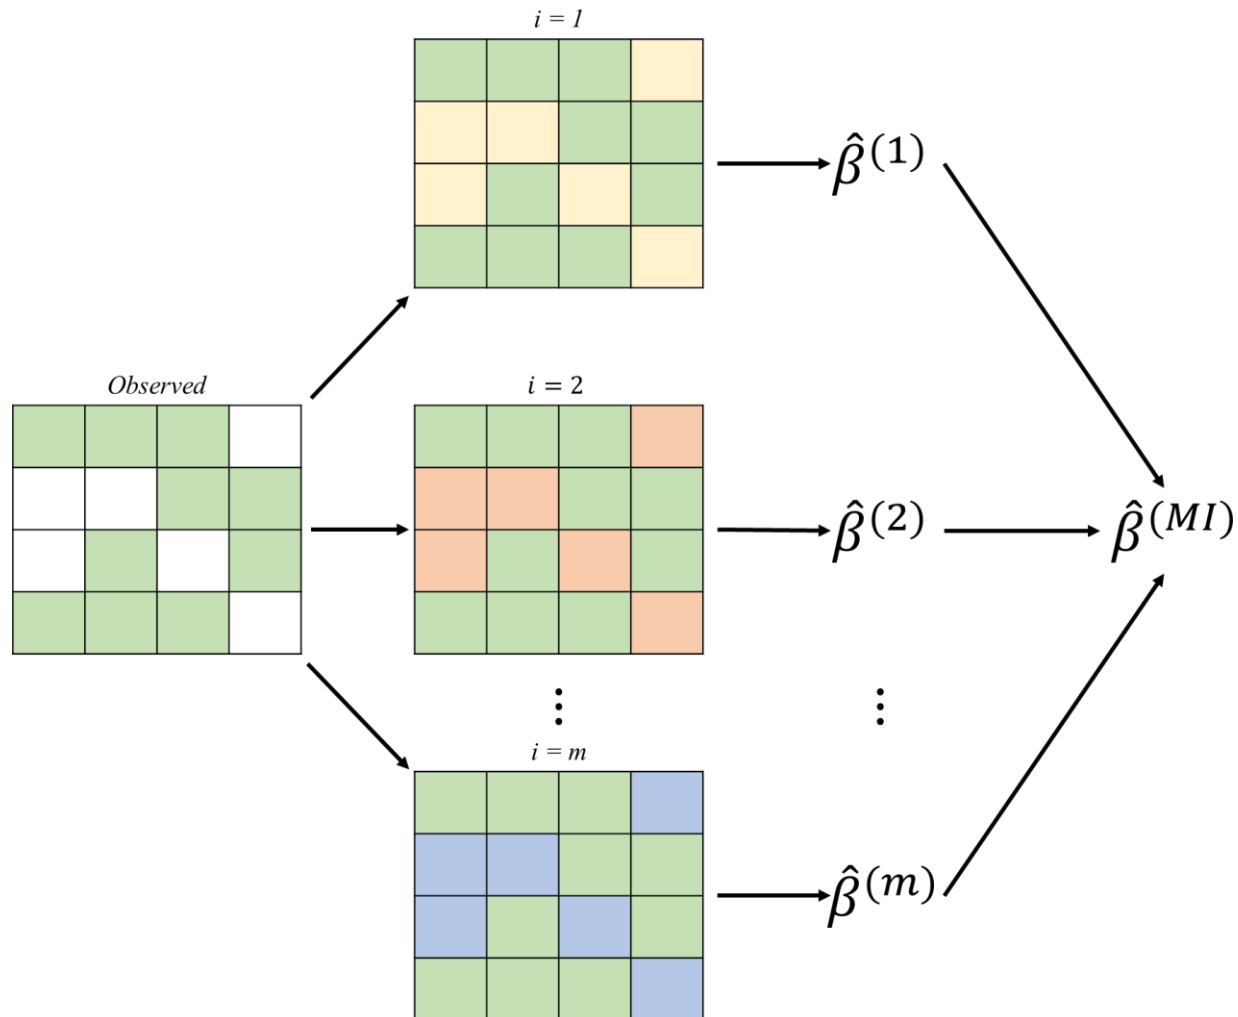 i = 1
β̂⁽¹⁾
Observed
i = 2
β̂⁽²⁾
β̂⁽ᴹᴵ⁾
⋮
⋮
i = m
β̂⁽ᵐ⁾